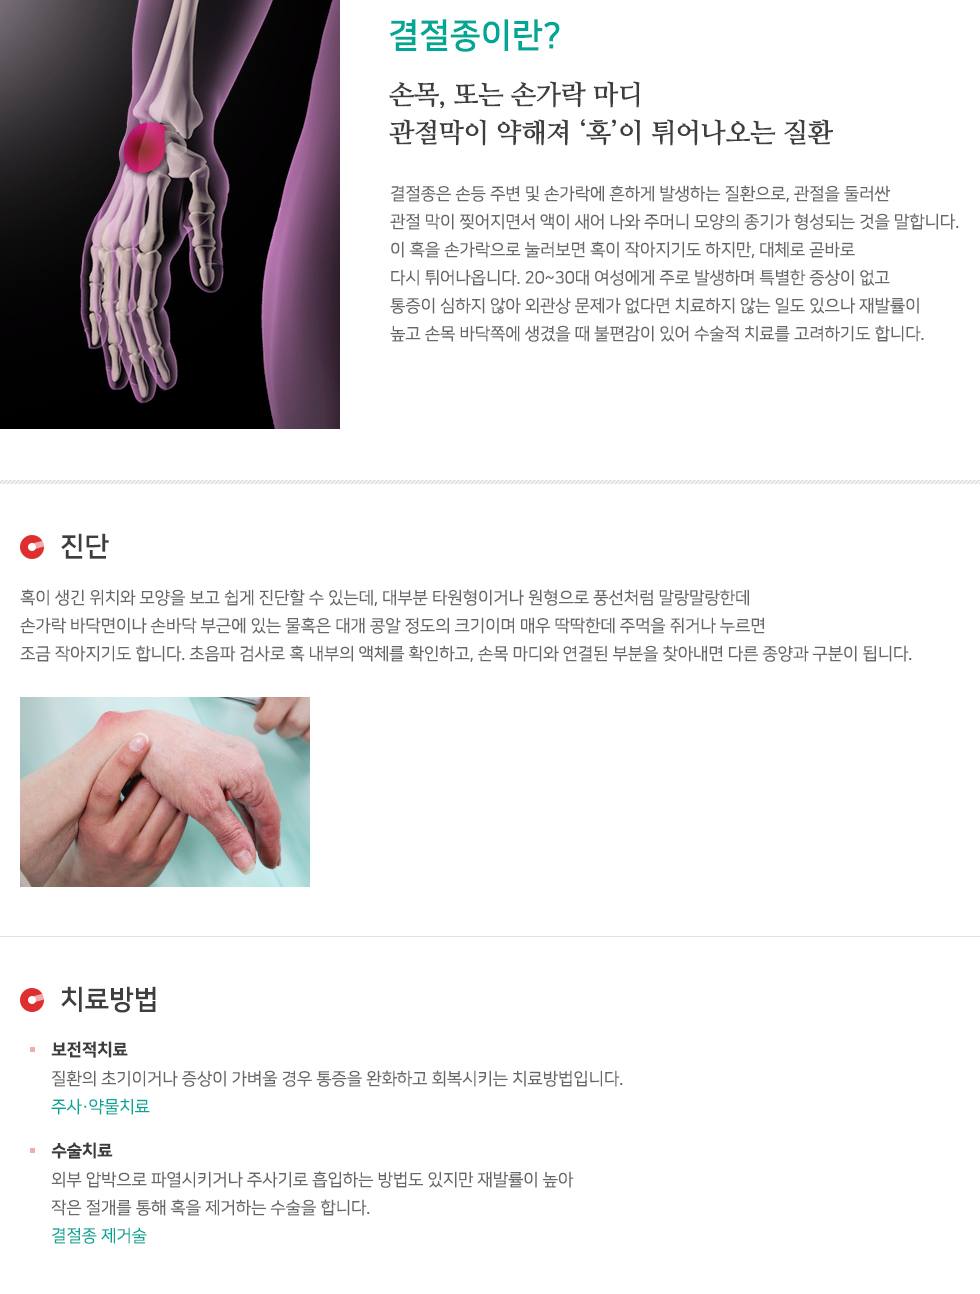 결절종이란?
손목, 또는 손가락 마디
관절막이 약해져 ‘혹’이 튀어나오는 질환
결절종은 손등 주변 및 손가락에 흔하게 발생하는 질환으로, 관절을 둘러싼
관절 막이 찢어지면서 액이 새어 나와 주머니 모양의 종기가 형성되는 것을 말합니다.
이 혹을 손가락으로 눌러보면 혹이 작아지기도 하지만, 대체로 곧바로
다시 튀어나옵니다. 20~30대 여성에게 주로 발생하며 특별한 증상이 없고
통증이 심하지 않아 외관상 문제가 없다면 치료하지 않는 일도 있으나 재발률이
높고 손목 바닥쪽에 생겼을 때 불편감이 있어 수술적 치료를 고려하기도 합니다.
진단
혹이 생긴 위치와 모양을 보고 쉽게 진단할 수 있는데, 대부분 타원형이거나 원형으로 풍선처럼 말랑말랑한데
손가락 바닥면이나 손바닥 부근에 있는 물혹은 대개 콩알 정도의 크기이며 매우 딱딱한데 주먹을 쥐거나 누르면
조금 작아지기도 합니다. 초음파 검사로 혹 내부의 액체를 확인하고, 손목 마디와 연결된 부분을 찾아내면 다른 종양과 구분이 됩니다.
치료방법
보전적치료
질환의 초기이거나 증상이 가벼울 경우 통증을 완화하고 회복시키는 치료방법입니다.
주사·약물치료
수술치료
외부 압박으로 파열시키거나 주사기로 흡입하는 방법도 있지만 재발률이 높아
작은 절개를 통해 혹을 제거하는 수술을 합니다.
결절종 제거술